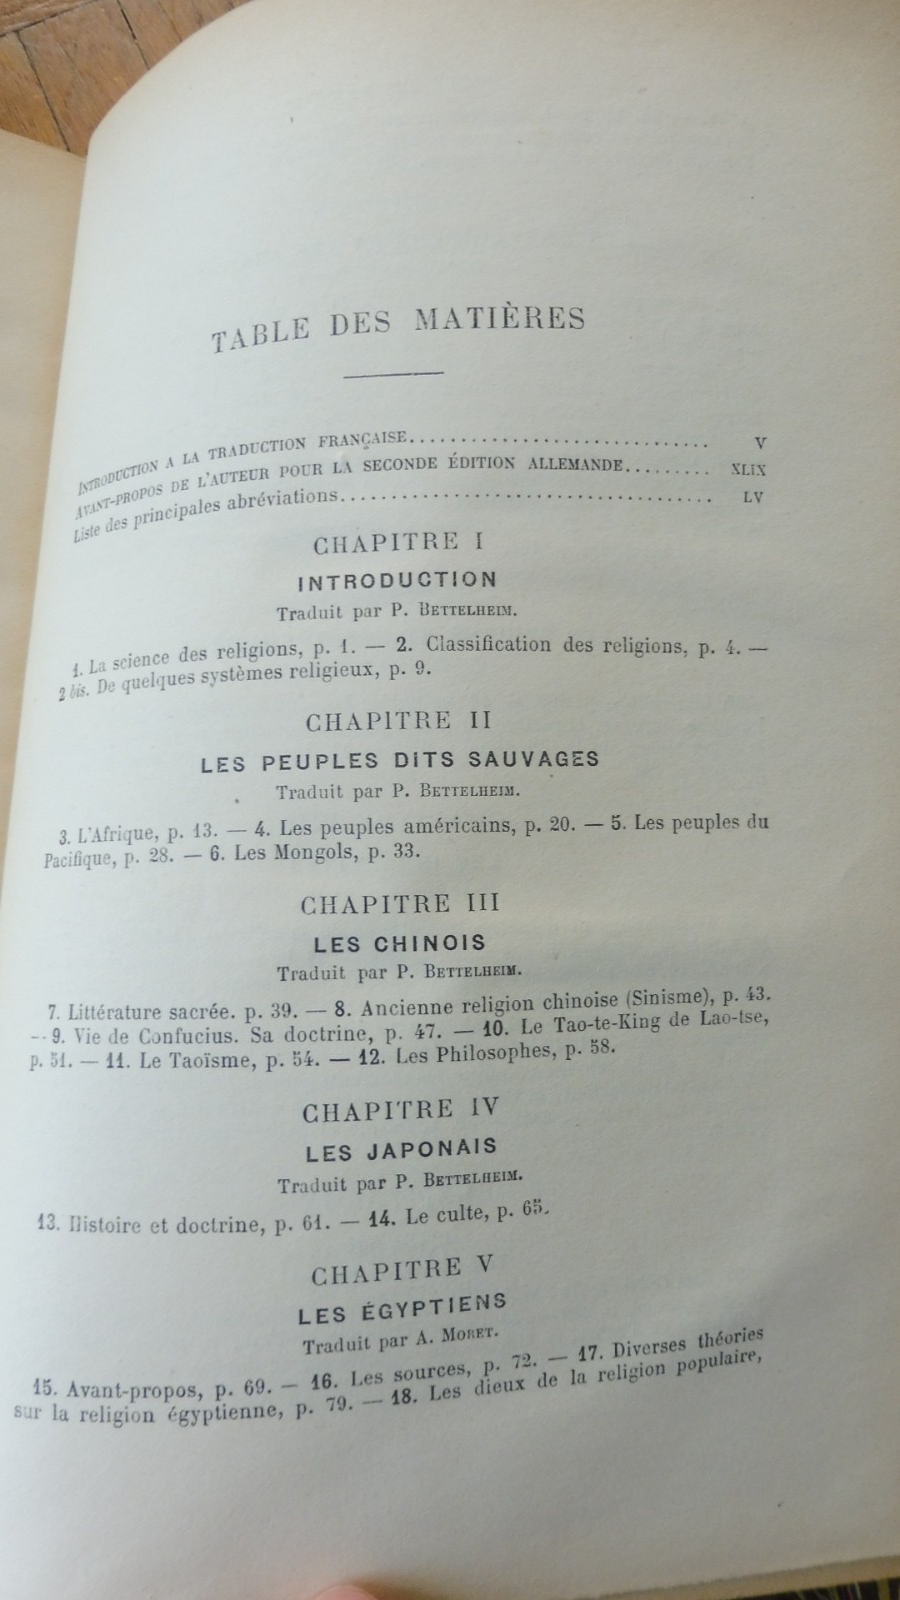 TABLE DES MATIÈRES
INTRODUCTION A LA TRADUCTION FRANÇAISE............................ V
AVANT-PROPOS DE L'AUTEUR POUR LA SECONDE ÉDITION ALLEMANDE......... XLIX
Liste des principales abréviations.................................... LV
CHAPITRE I
INTRODUCTION
Traduit par P. BETTELHEIM.
1. La science des religions, p. 1. — 2. Classification des religions, p. 4. —
2 bis. De quelques systèmes religieux, p. 9.
CHAPITRE II
LES PEUPLES DITS SAUVAGES
Traduit par P. BETTELHEIM.
3. L'Afrique, p. 13. — 4. Les peuples américains, p. 20. — 5. Les peuples du
Pacifique, p. 28. — 6. Les Mongols, p. 33.
CHAPITRE III
LES CHINOIS
Traduit par P. BETTELHEIM.
7. Littérature sacrée. p. 39. — 8. Ancienne religion chinoise (Sinisme), p. 43.
— 9. Vie de Confucius. Sa doctrine, p. 47. — 10. Le Tao-te-King de Lao-tse,
p. 51. — 11. Le Taoïsme, p. 54. — 12. Les Philosophes, p. 58.
CHAPITRE IV
LES JAPONAIS
Traduit par P. BETTELHEIM.
13. Histoire et doctrine, p. 61. — 14. Le culte, p. 65.
CHAPITRE V
LES ÉGYPTIENS
Traduit par A. MORET.
15. Avant-propos, p. 69. — 16. Les sources, p. 72. — 17. Diverses théories
sur la religion égyptienne, p. 79. — 18. Les dieux de la religion populaire,